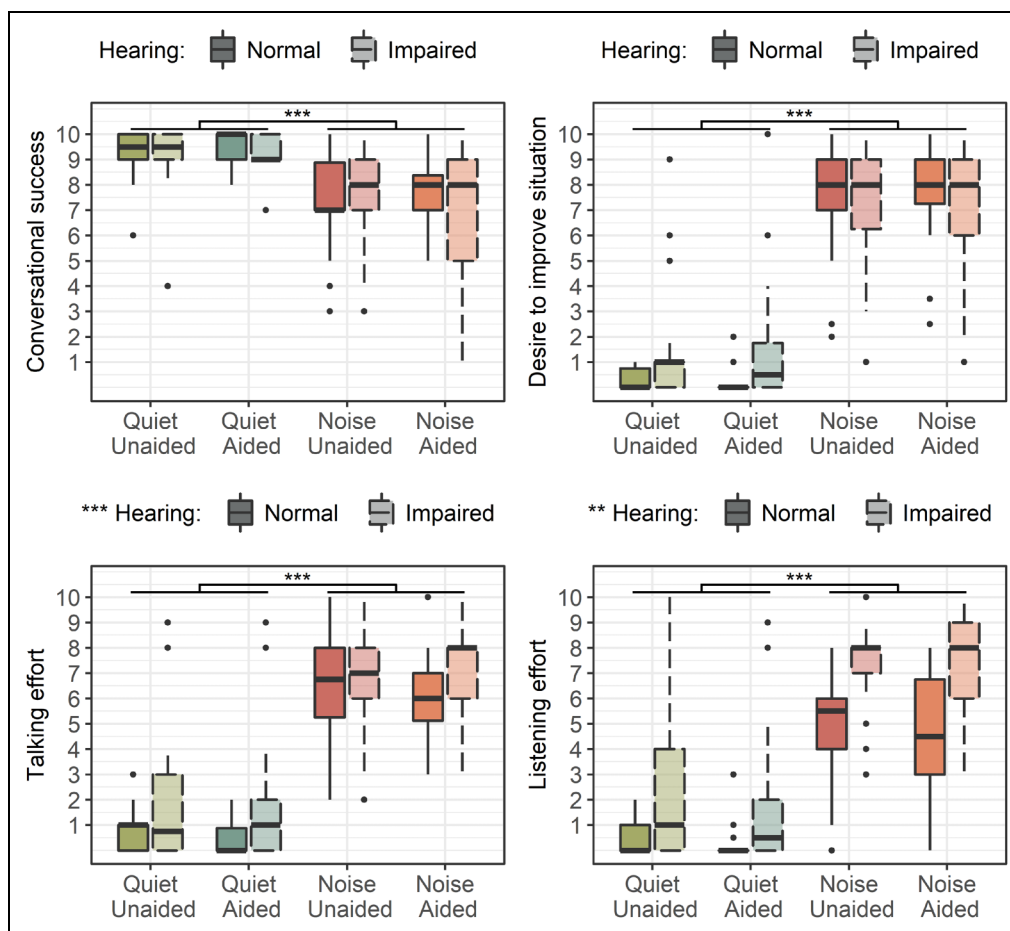 Hearing: Normal Impaired
Hearing: Normal Impaired
Conversational success
10
9
8
7
6
5
4
3
2
1
***
Quiet Unaided
Quiet Aided
Noise Unaided
Noise Aided
Desire to improve situation
10
9
8
7
6
5
4
3
2
1
***
Quiet Unaided
Quiet Aided
Noise Unaided
Noise Aided
*** Hearing: Normal Impaired
** Hearing: Normal Impaired
Talking effort
10
9
8
7
6
5
4
3
2
1
***
Quiet Unaided
Quiet Aided
Noise Unaided
Noise Aided
Listening effort
10
9
8
7
6
5
4
3
2
1
***
Quiet Unaided
Quiet Aided
Noise Unaided
Noise Aided